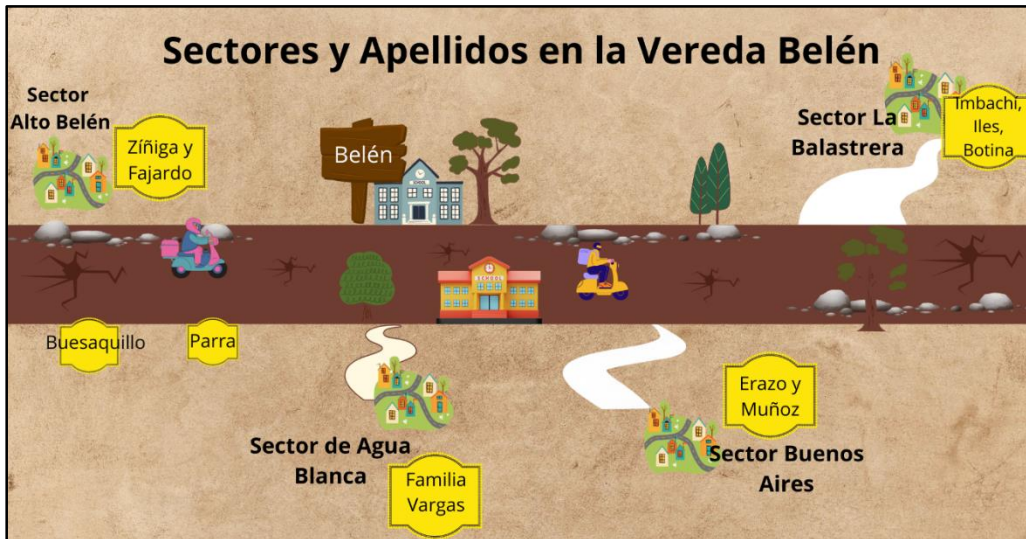 Sectores y Apellidos en la Vereda Belén
Sector
Alto Belén
Zíñiga y
Fajardo
Belén
Sector La
Balastrera
Imbachi,
Iles,
Botina
SCHOOL
Buesaquillo
Parra
Sector de Agua
Blanca
Familia
Vargas
Erazo y
Muñoz
Sector Buenos
Aires